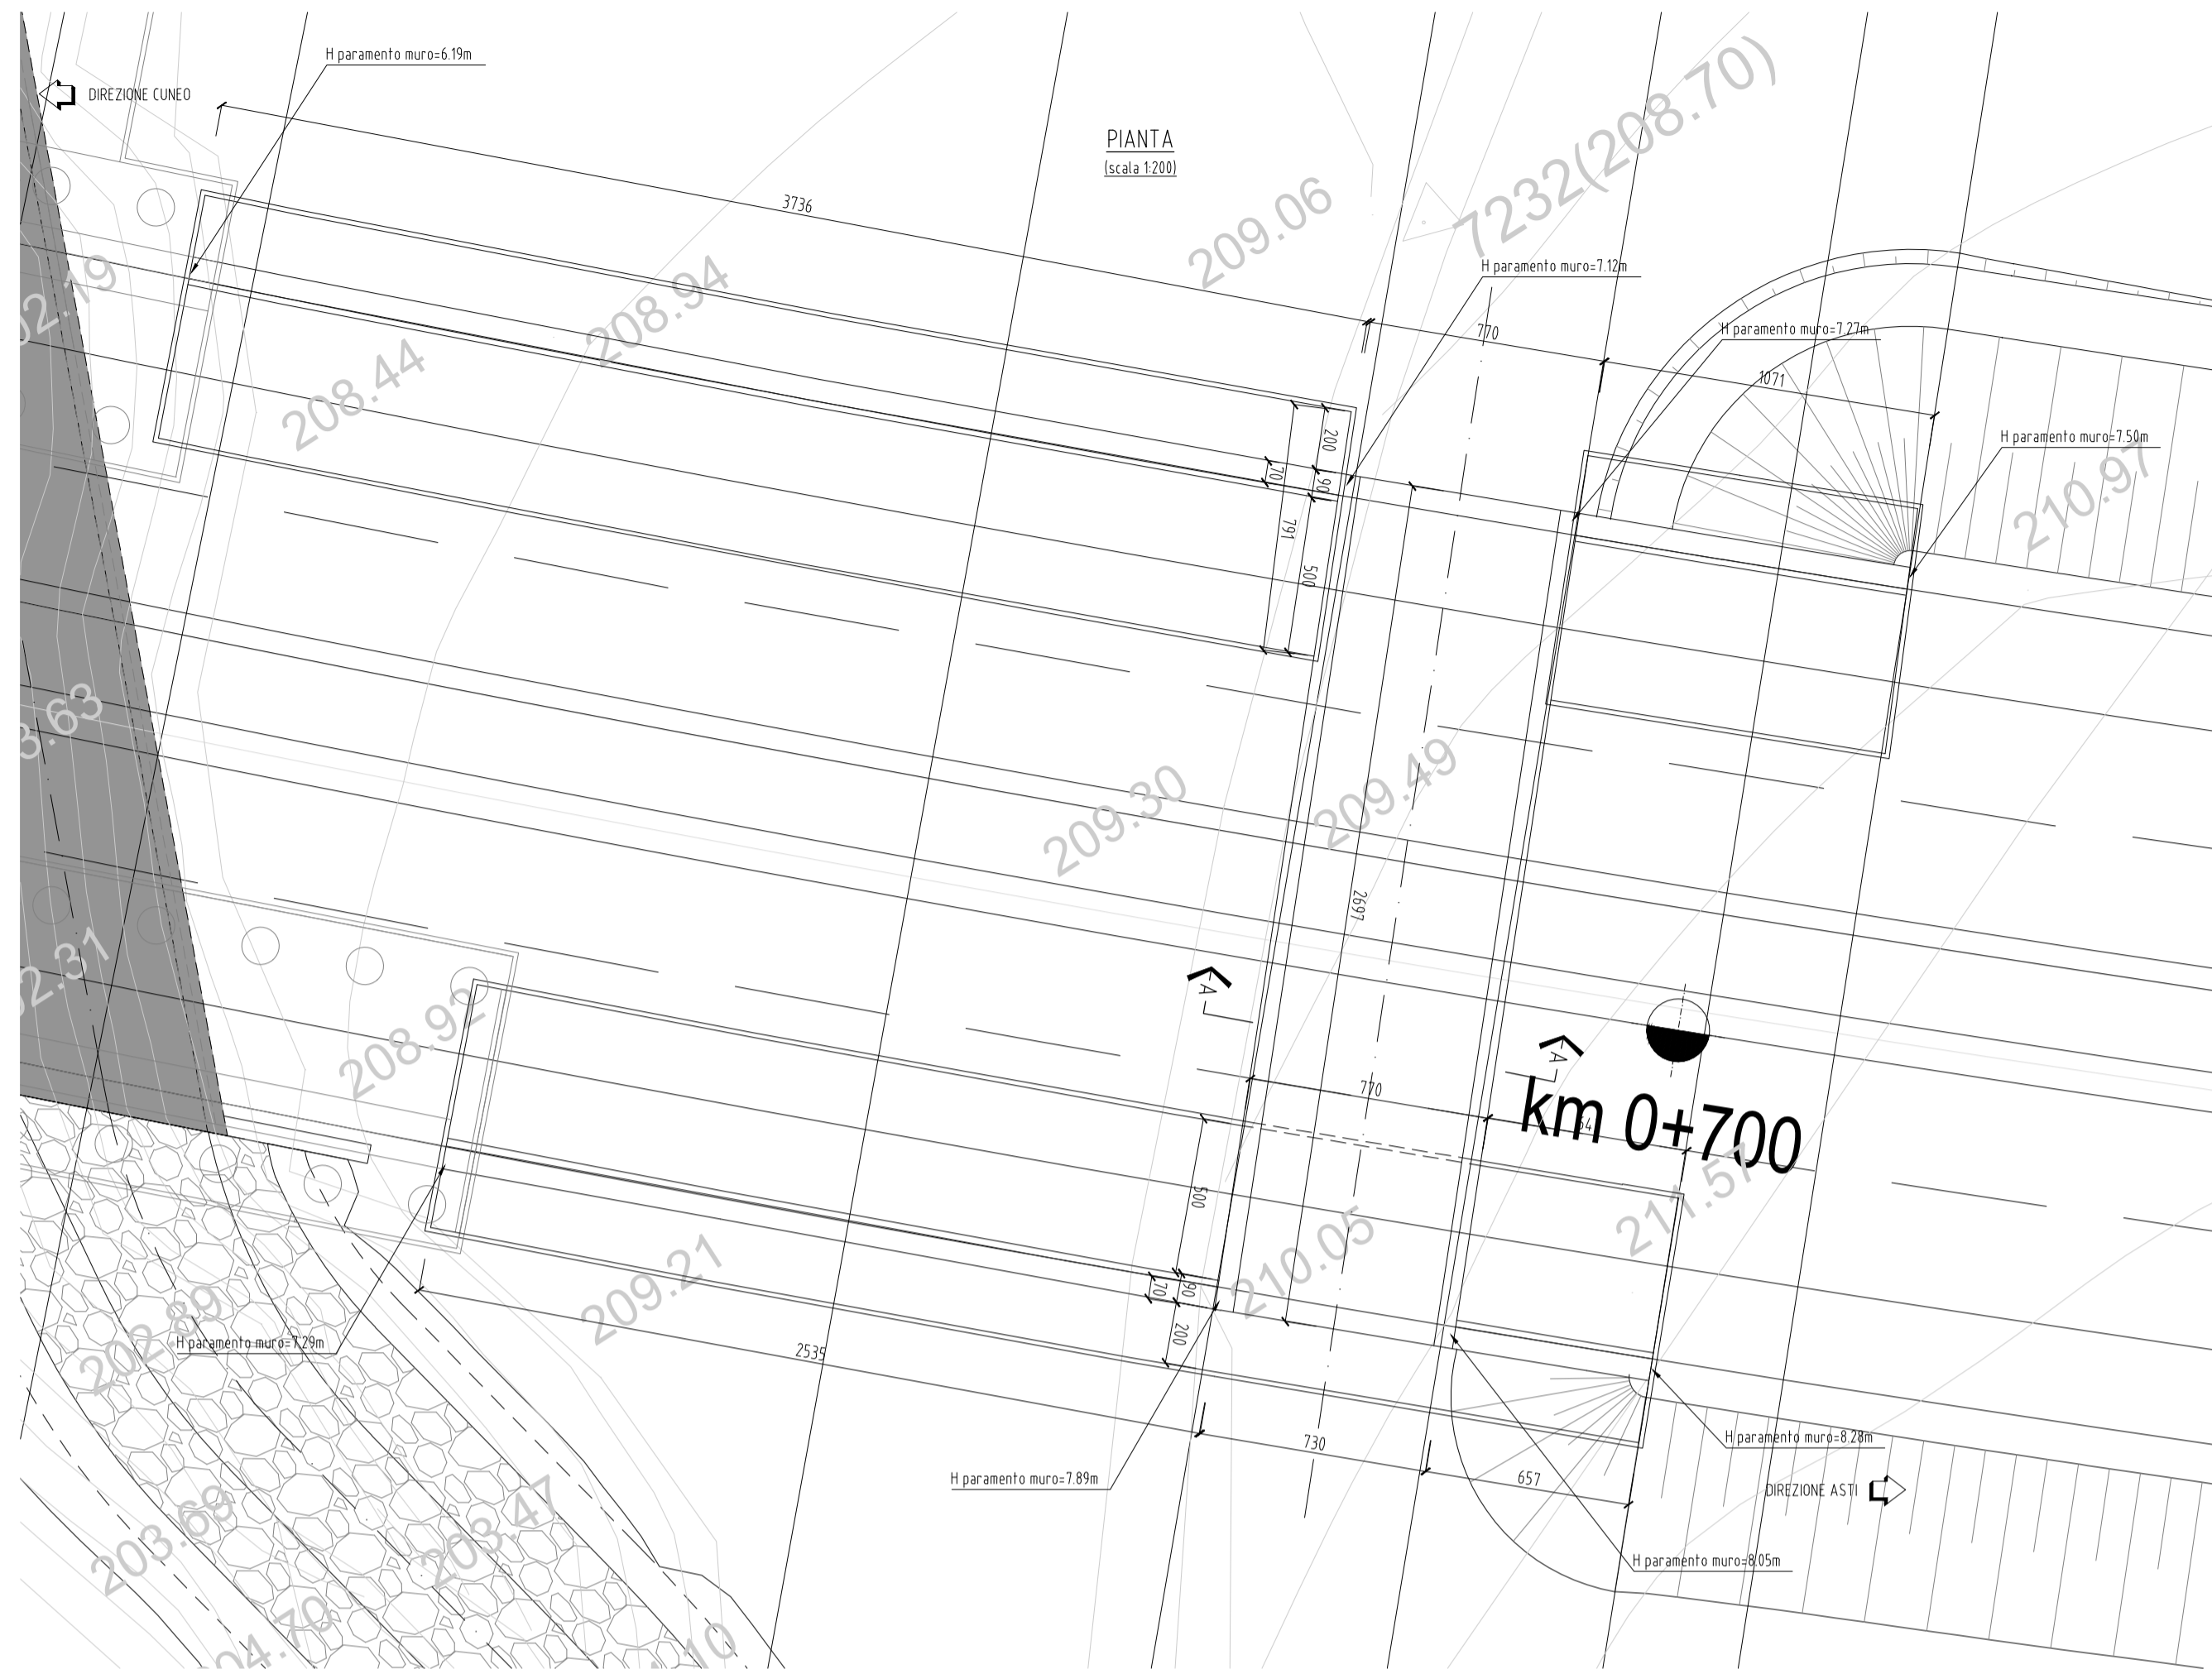 H paramento muro=6.19m
DIREZIONE CUNEO
PIANTA
(scala 1:200)
7232(208.70)
3736
209.06
208.94
208.44
H paramento muro=7.12m
770
H paramento muro=7.27m
1071
H paramento muro=7.50m
210.97
200
70
90
791
500
209.30
209.49
2697
A
A
km 0+700
770
208.92
211.57
500
70
90
200
210.05
209.21
H paramento muro=7.29m
202.89
2535
730
657
H paramento muro=7.89m
H paramento muro=8.28m
DIREZIONE ASTI
H paramento muro=8.05m
203.69
203.47